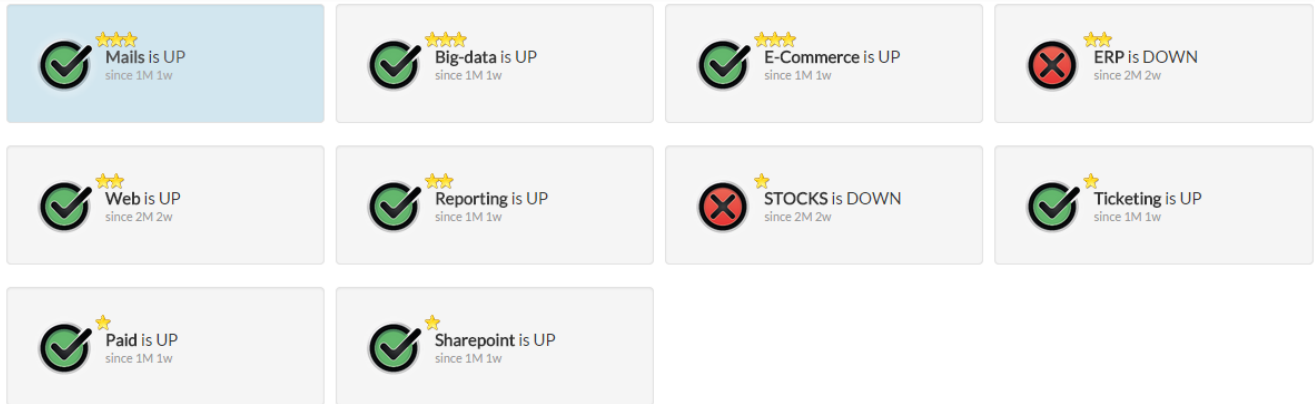 Mails is UP
since 1M 1w
Big-data is UP
since 1M 1w
E-Commerce is UP
since 1M 1w
ERP is DOWN
since 2M 2w
Web is UP
since 2M 2w
Reporting is UP
since 1M 1w
STOCKS is DOWN
since 2M 2w
Ticketing is UP
since 1M 1w
Paid is UP
since 1M 1w
Sharepoint is UP
since 1M 1w